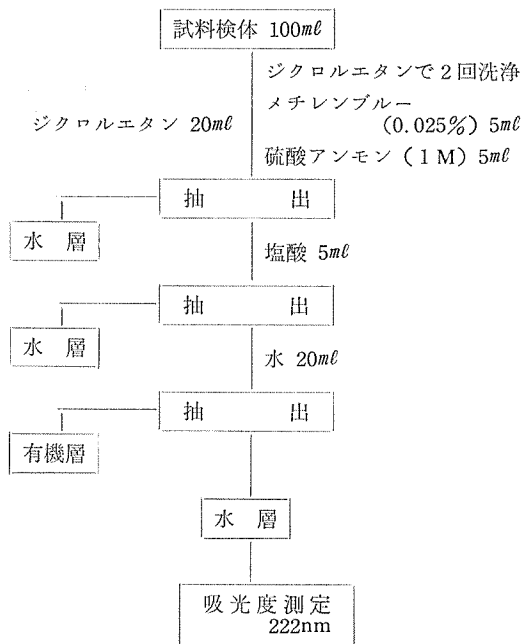 試料検体 100ml
ジクロルエタンで2回洗浄
メチレンブルー
(0.025%) 5ml
ジクロルエタン 20ml
硫酸アンモン (1M) 5ml
抽 出
水 層
塩酸 5ml
抽 出
水 層
水 20ml
抽 出
有機層
水 層
吸光度測定
222nm